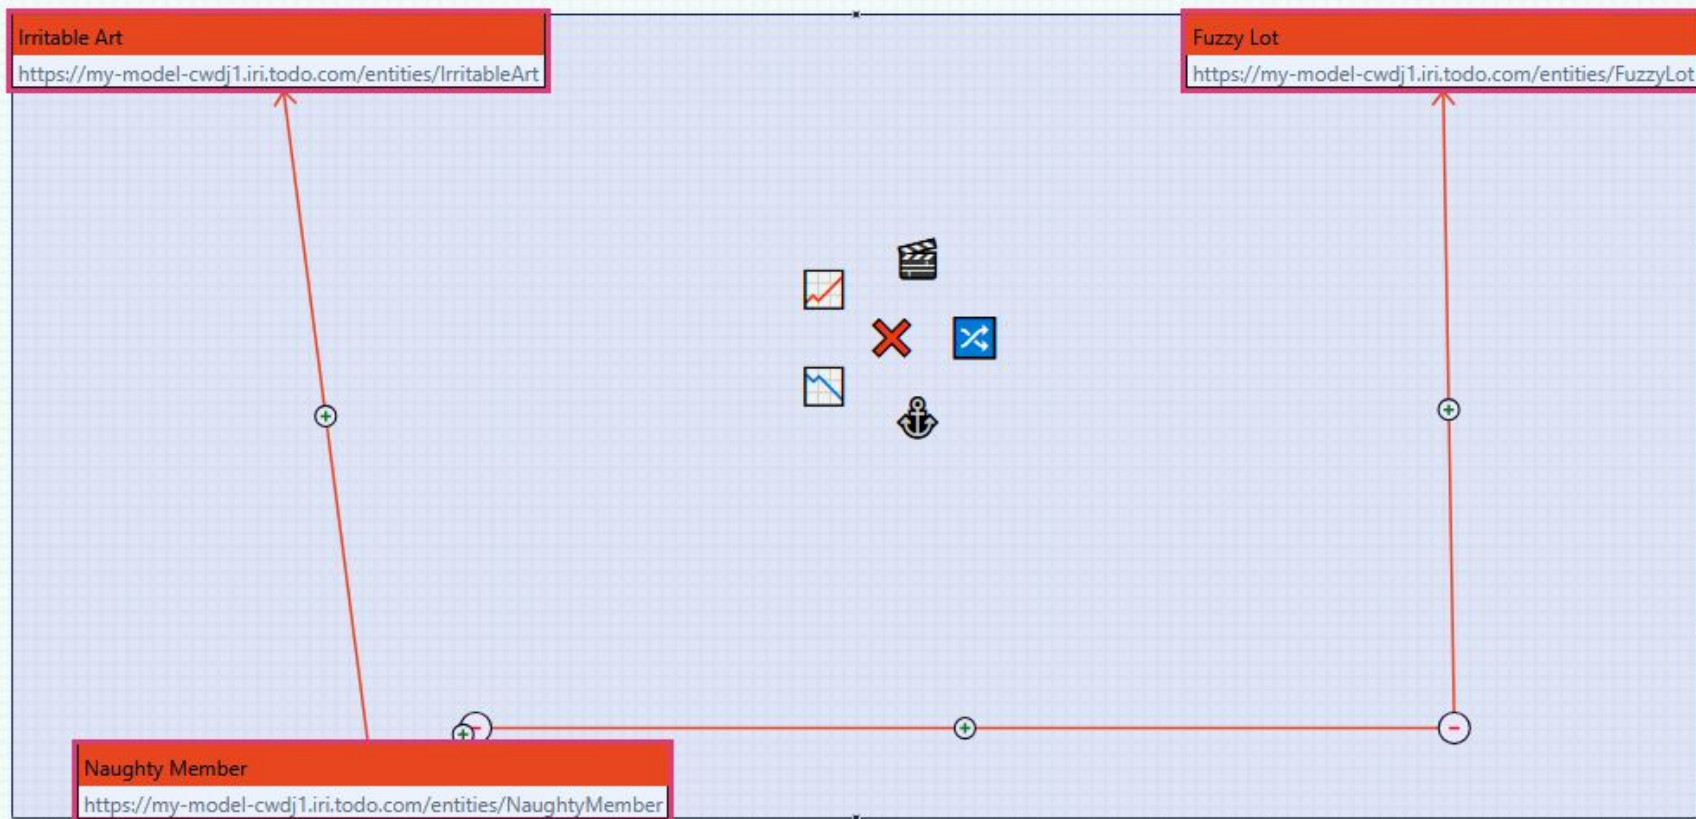 Irritable Art
https://my-model-cwdj1.iri.todo.com/entities/IrritableArt
Fuzzy Lot
https://my-model-cwdj1.iri.todo.com/entities/FuzzyLot
Naughty Member
https://my-model-cwdj1.iri.todo.com/entities/NaughtyMember